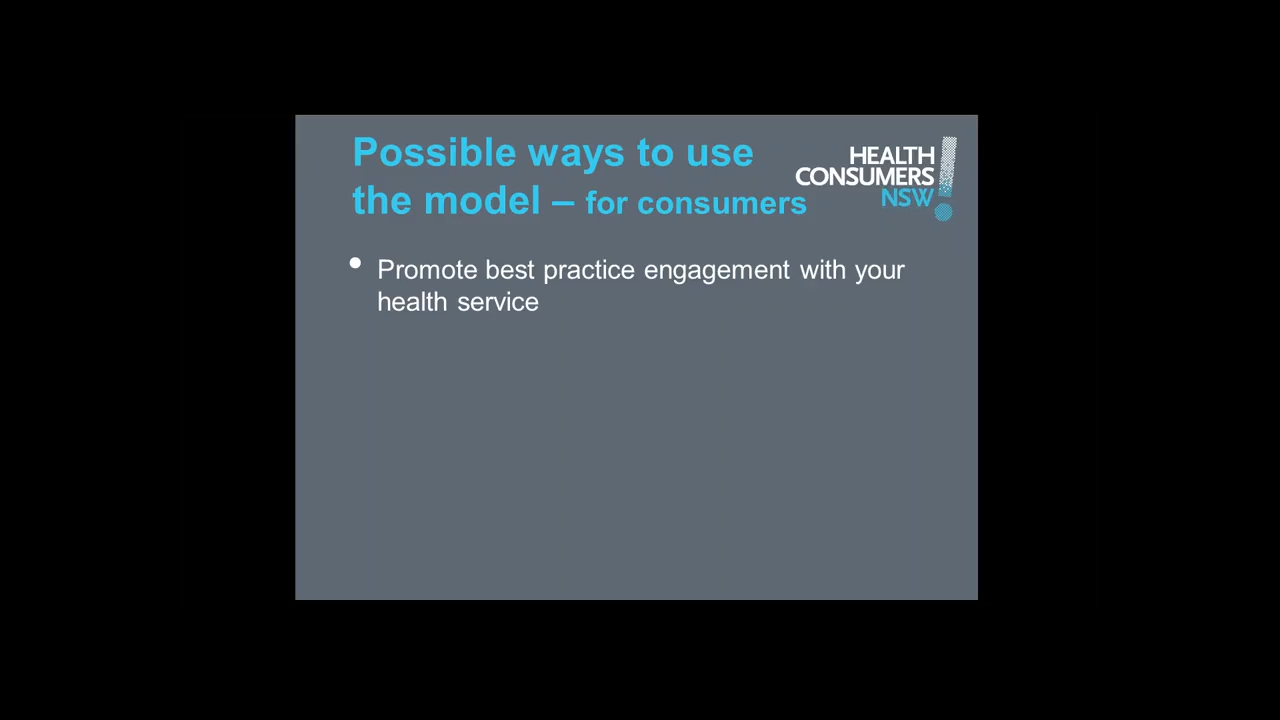 Possible ways to use
the model – for consumers
HEALTH
CONSUMERS
NSW
• Promote best practice engagement with your
health service